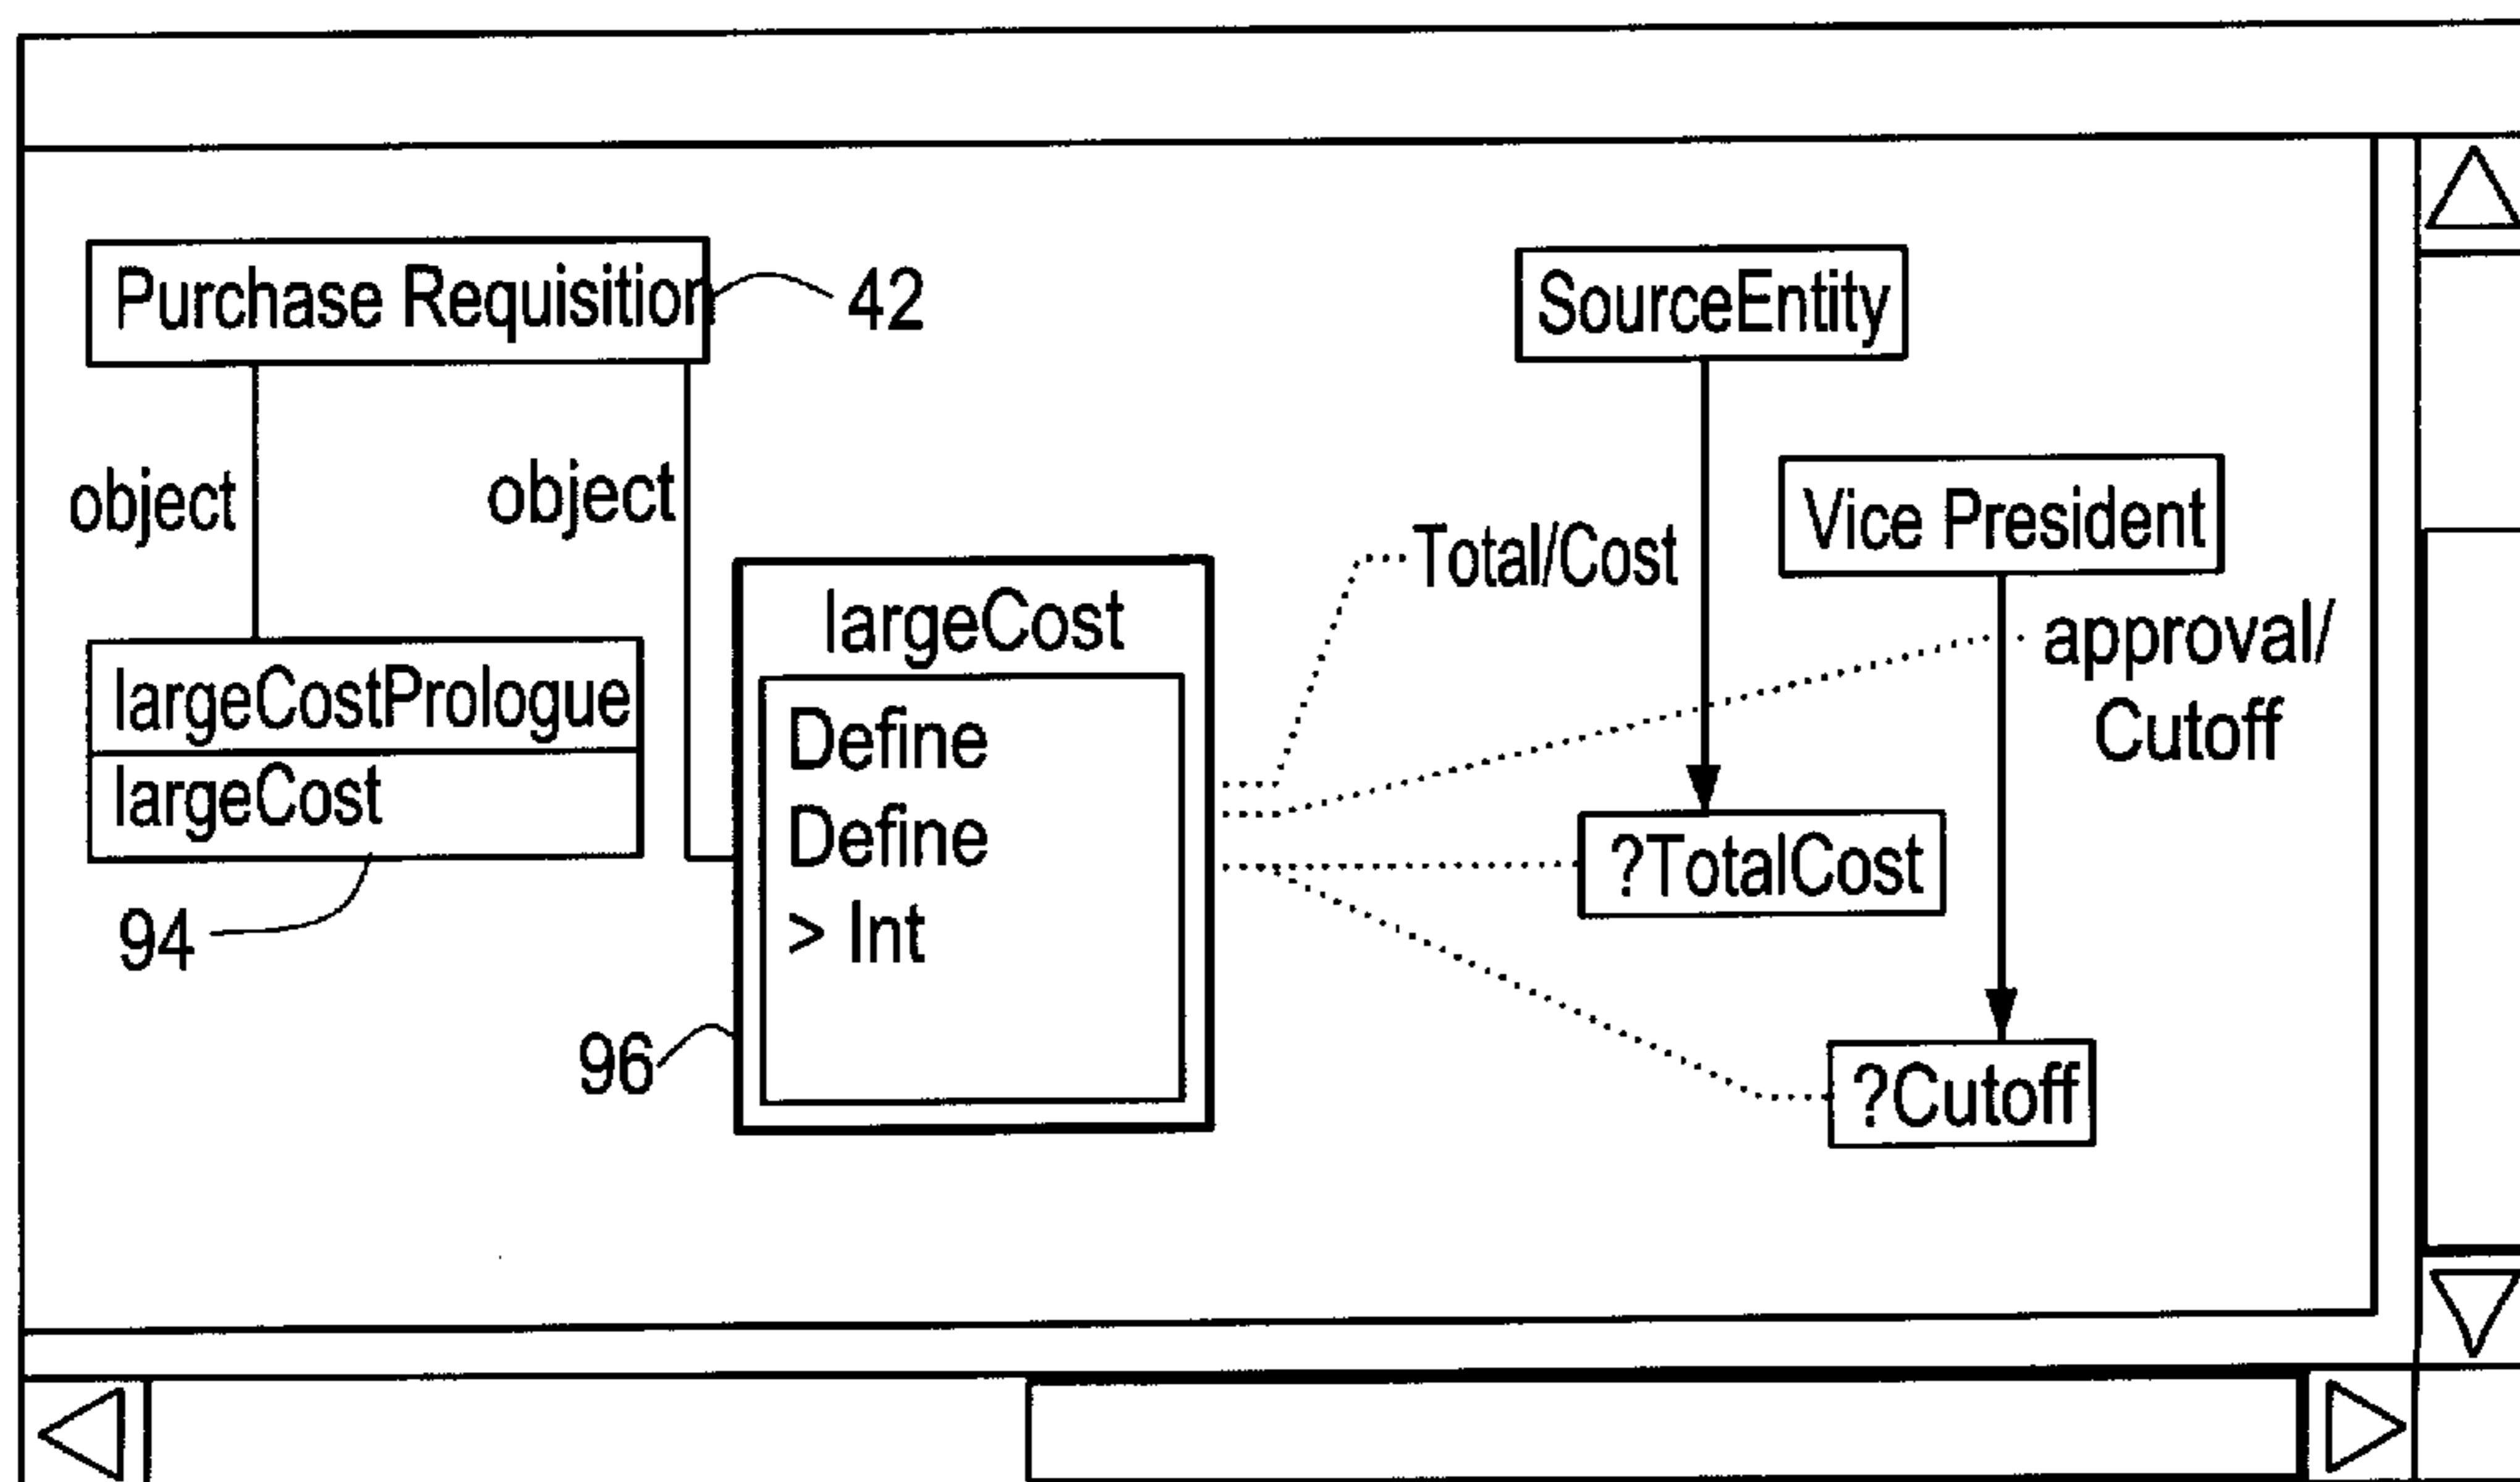 Purchase Requisition
42
SourceEntity
object
object
Total/Cost
Vice President
approval/
Cutoff
largeCostPrologue
largeCost
94
largeCost
Define
Define
> Int
96
?TotalCost
?Cutoff